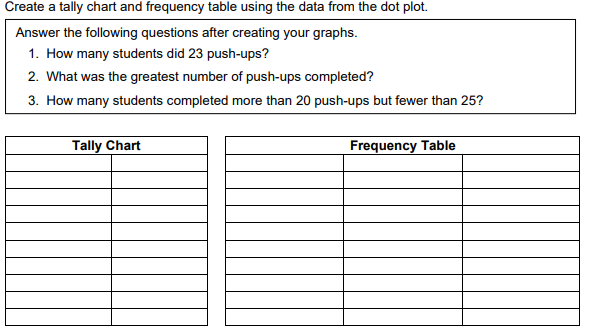 Create a tally chart and frequency table using the data from the dot plot.
Answer the following questions after creating your graphs.
1. How many students did 23 push-ups?
2. What was the greatest number of push-ups completed?
3. How many students completed more than 20 push-ups but fewer than 25?
Tally Chart
Frequency Table